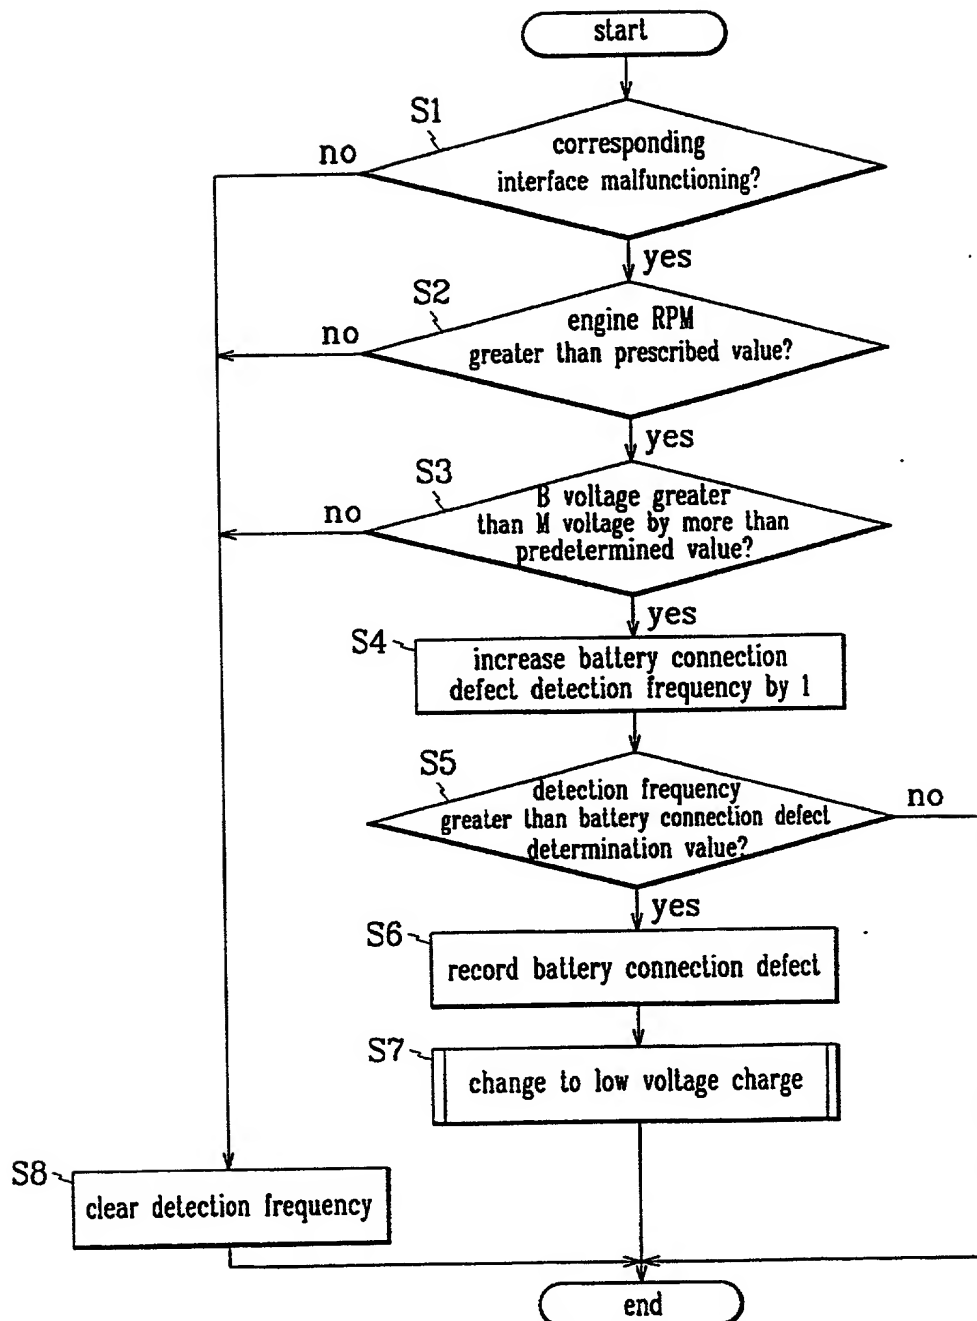 start
S1
no
corresponding
interface malfunctioning?
yes
S2
no
engine RPM
greater than prescribed value?
yes
S3
no
B voltage greater
than M voltage by more than
predetermined value?
yes
S4
increase battery connection
defect detection frequency by 1
S5
no
detection frequency
greater than battery connection defect
determination value?
yes
S6
record battery connection defect
S7
change to low voltage charge
S8
clear detection frequency
end